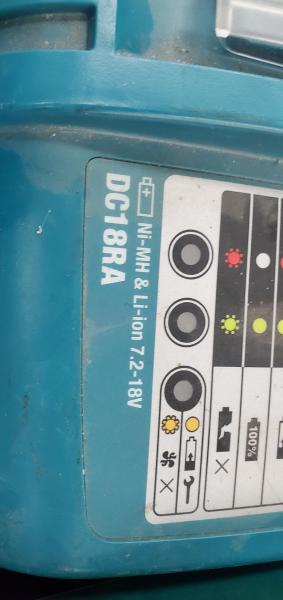 Ni-MH & Li-ion 7.2-18V
DC18RA
100%